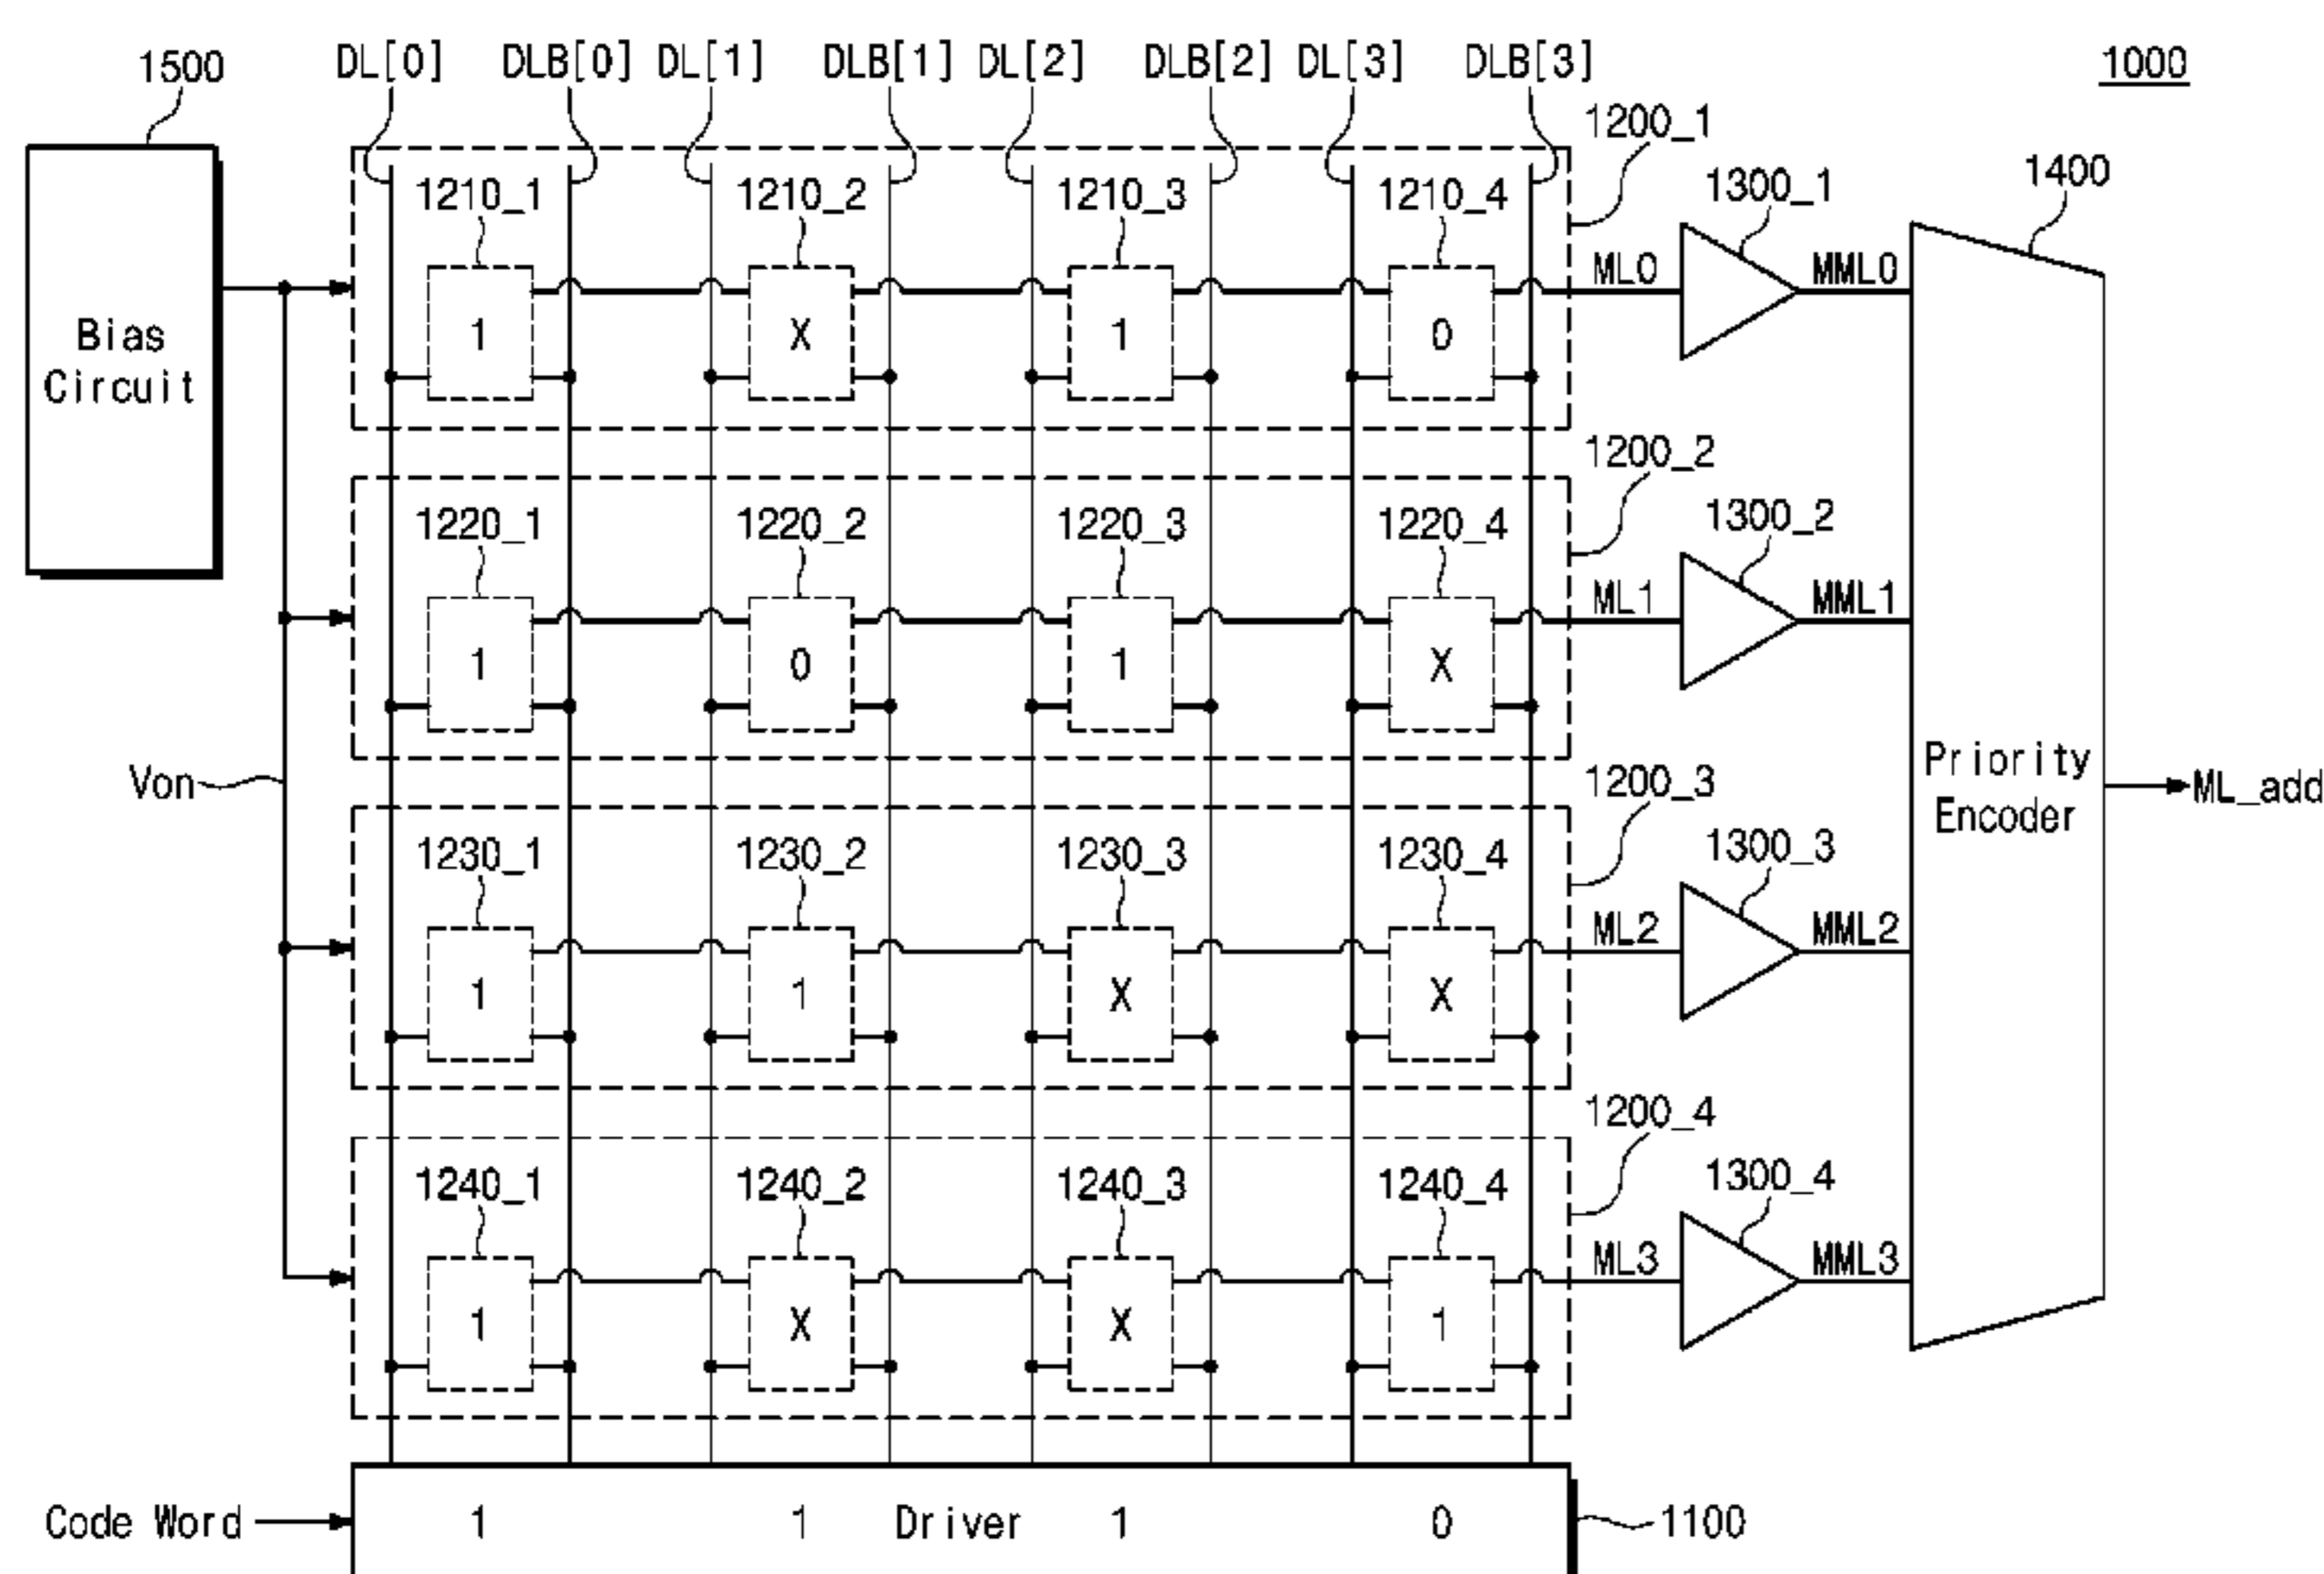 1500 DL[0] DLB[0] DL[1] DLB[1] DL[2] DLB[2] DL[3] DLB[3] 1000
1200_1
1210_1 1210_2 1210_3 1210_4 1300_1 1400
ML0 MML0
Bias
Circuit
1 X 1 0
1200_2
1220_1 1220_2 1220_3 1220_4 1300_2
ML1 MML1
1 0 1 X
Von
1200_3
Priority
Encoder
ML_add
1230_1 1230_2 1230_3 1230_4 1300_3
ML2 MML2
1 1 X X
1200_4
1240_1 1240_2 1240_3 1240_4 1300_4
ML3 MML3
1 X X 1
Code Word 1 1 Driver 1 0 1100